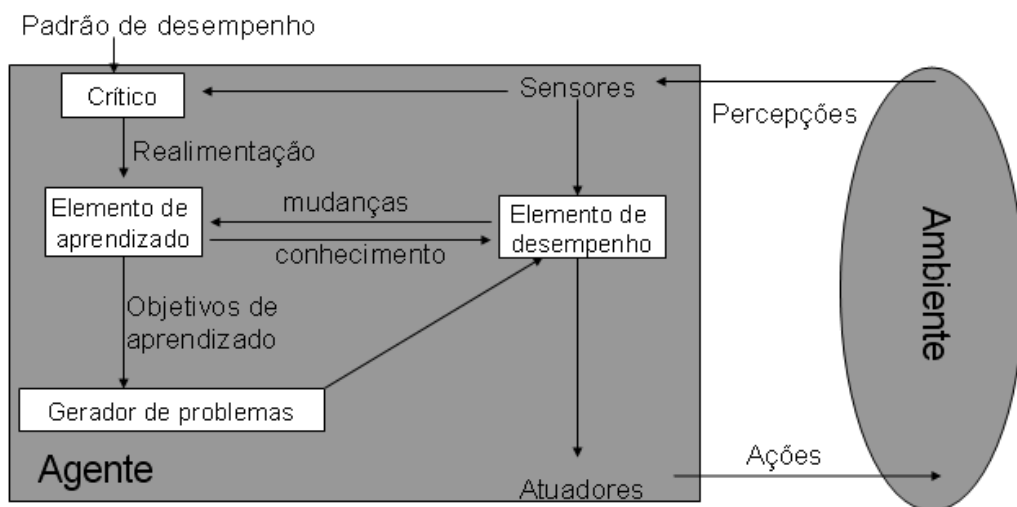 Padrão de desempenho
Crítico
Sensores
Percepções
Realimentação
Elemento de
aprendizado
mudanças
conhecimento
Elemento de
desempenho
Ambiente
Objetivos de
aprendizado
Gerador de problemas
Agente
Ações
Atuadores